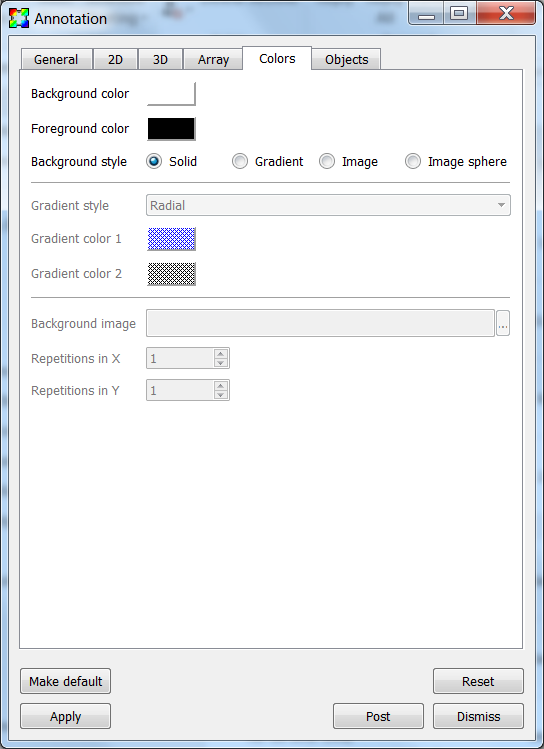 Annotation
General 2D 3D Array Colors Objects
Background color
Foreground color
Background style Solid Gradient Image Image sphere
Gradient style Radial
Gradient color 1
Gradient color 2
Background image ...
Repetitions in X 1
Repetitions in Y 1
Make default Reset
Apply Post Dismiss